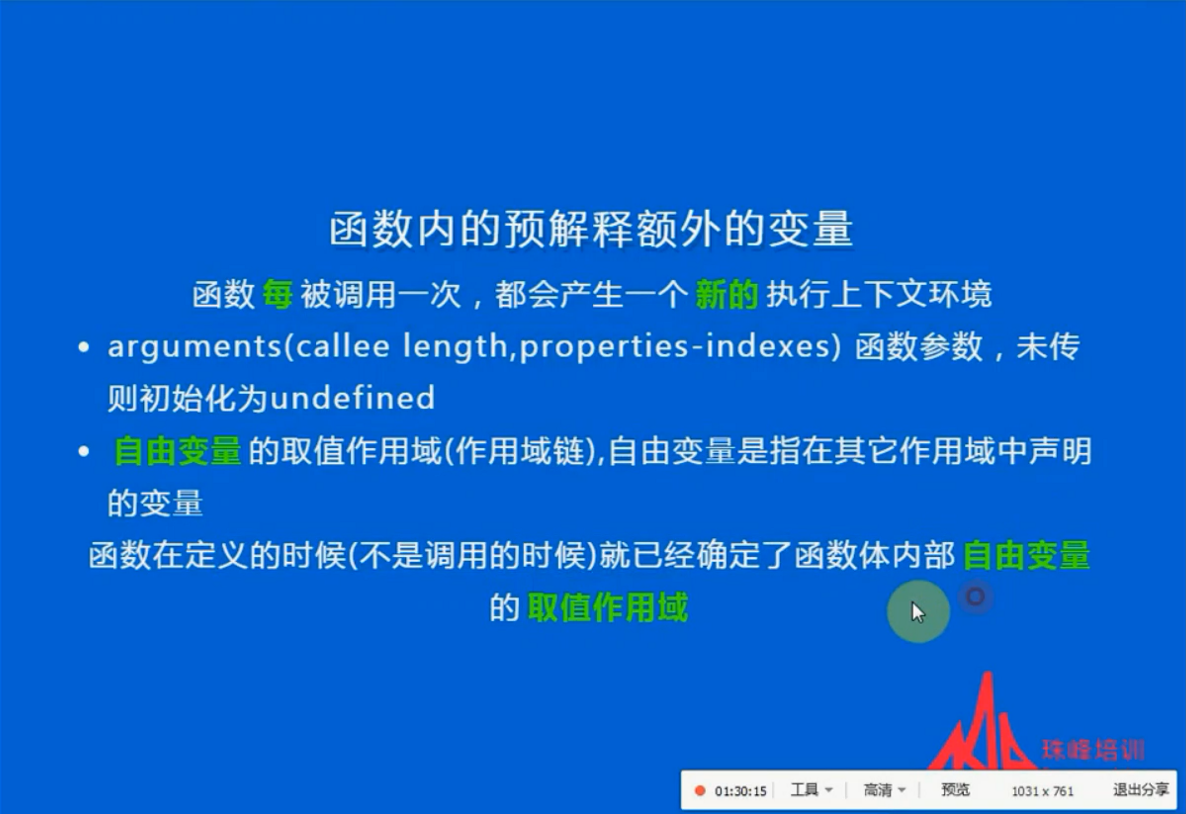 函数内的预解释额外的变量
函数 每 被调用一次，都会产生一个 新的 执行上下文环境
• arguments(callee length,properties-indexes) 函数参数，未传
则初始化为undefined
• 自由变量 的取值作用域(作用域链),自由变量是指在其它作用域中声明
的变量
函数在定义的时候(不是调用的时候)就已经确定了函数体内部 自由变量
的 取值作用域
珠峰培训
01:30:15 工具 高清 预览 1031 x 761 退出分享